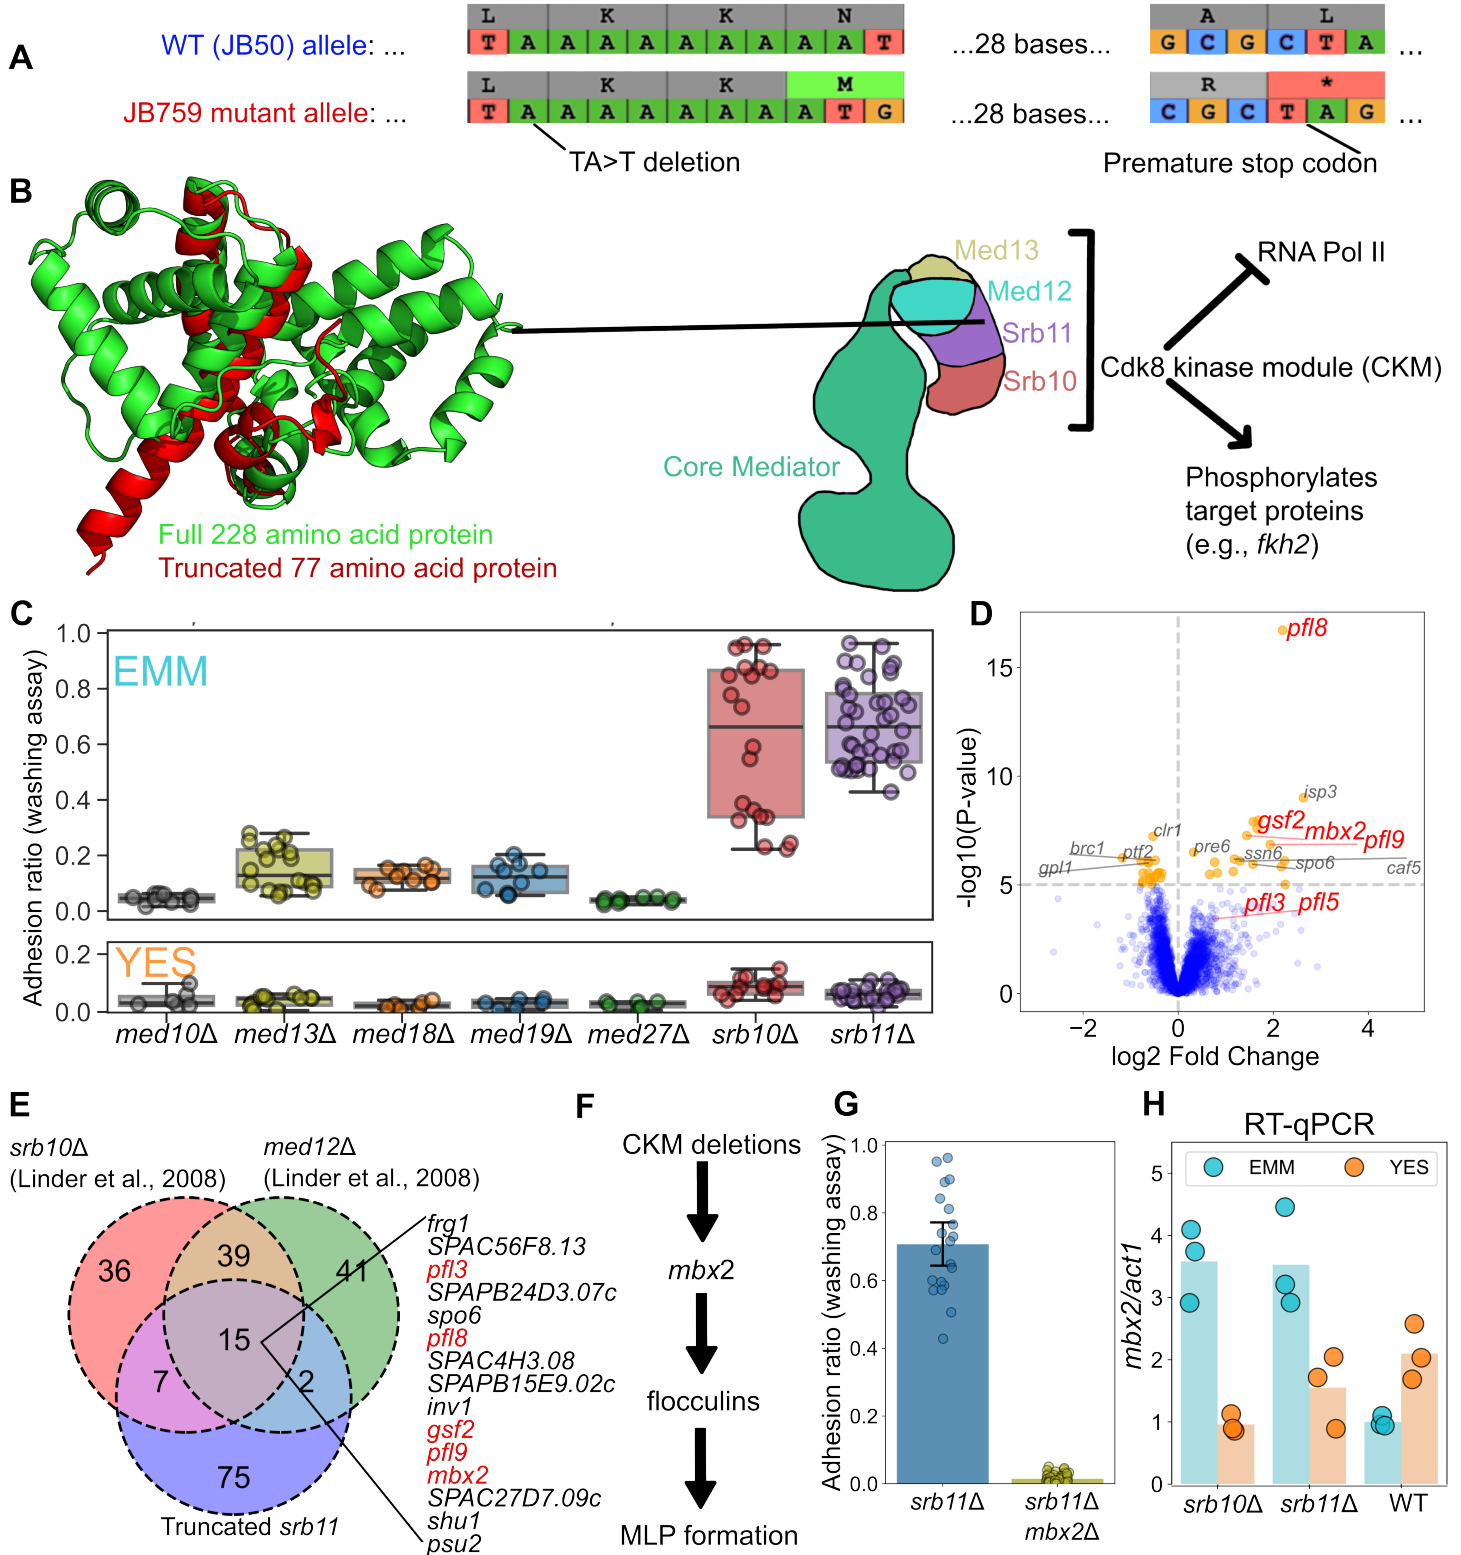 A
WT (JB50) allele: ...
L K K N
T A A A A A A A A A T
...28 bases...
A L
G C G C T A ...
JB759 mutant allele: ...
L K K M
T A A A A A A A A T G
...28 bases...
R *
C G C T A G ...
TA>T deletion
Premature stop codon
B
Med13
Med12
Srb11
Srb10
Core Mediator
RNA Pol II
Cdk8 kinase module (CKM)
Phosphorylates
target proteins
(e.g., fkh2)
Full 228 amino acid protein
Truncated 77 amino acid protein
C
Adhesion ratio (washing assay)
EMM
1.0
0.8
0.6
0.4
0.2
0.0
YES
0.2
0.0
med10Δ med13Δ med18Δ med19Δ med27Δ srb10Δ srb11Δ
D
-log10(P-value)
15
10
5
0
pfl8
isp3
gsf2
mbx2
pfl9
clr1
brc1
ptf2
pre6
ssn6
spo6
gpl1
caf5
pfl3 pfl5
−2 0 2 4
log2 Fold Change
E
srb10Δ
(Linder et al., 2008)
med12Δ
(Linder et al., 2008)
36
39
41
15
7
2
75
Truncated srb11
frg1
SPAC56F8.13
pfl3
SPAPB24D3.07c
spo6
pfl8
SPAC4H3.08
SPAPB15E9.02c
inv1
gsf2
pfl9
mbx2
SPAC27D7.09c
shu1
psu2
F
CKM deletions
mbx2
flocculins
MLP formation
G
Adhesion ratio (washing assay)
1.0
0.8
0.6
0.4
0.2
0.0
srb11Δ srb11Δ
mbx2Δ
H
RT-qPCR
EMM YES
mbx2/act1
5
4
3
2
1
0
srb10Δ srb11Δ WT